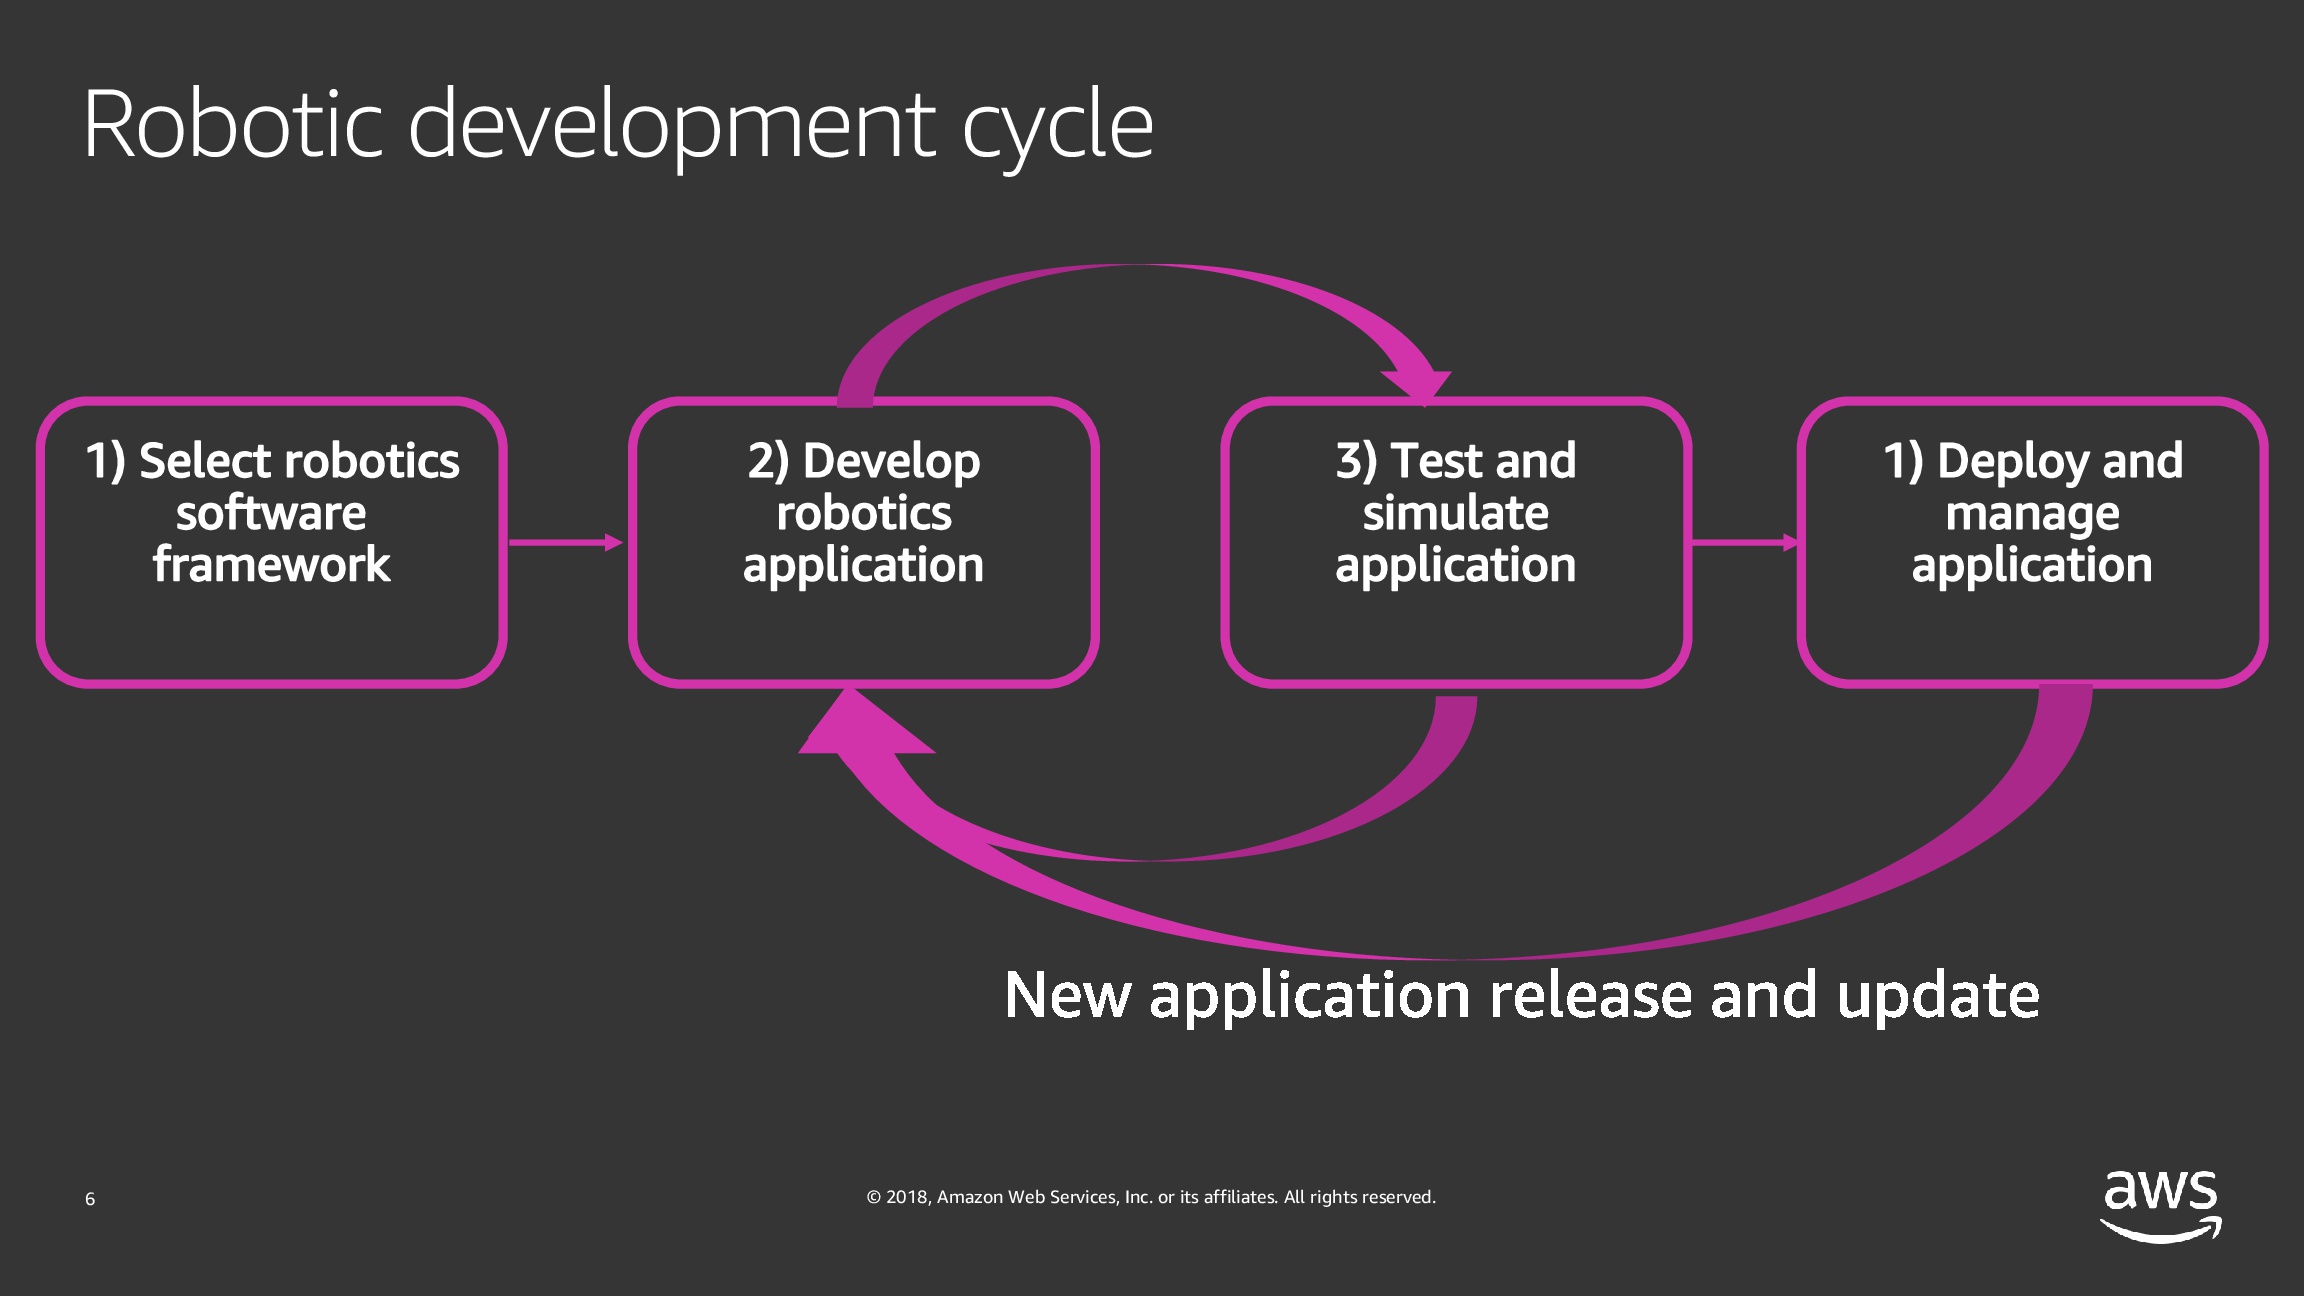 Robotic development cycle
1) Select robotics
software
framework
2) Develop
robotics
application
3) Test and
simulate
application
1) Deploy and
manage
application
New application release and update
6
© 2018, Amazon Web Services, Inc. or its affiliates. All rights reserved.
aws